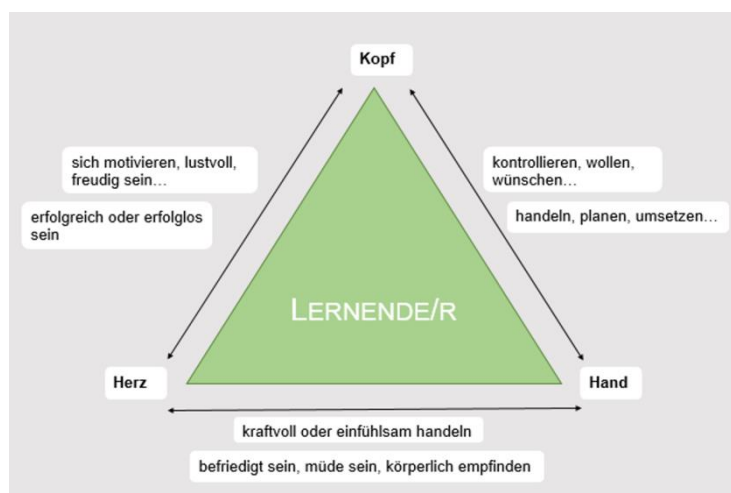 Kopf
sich motivieren, lustvoll,
freudig sein…
kontrollieren, wollen,
wünschen…
erfolgreich oder erfolglos
sein
handeln, planen, umsetzen…
LERNENDE/R
Herz
Hand
kraftvoll oder einfühlsam handeln
befriedigt sein, müde sein, körperlich empfinden